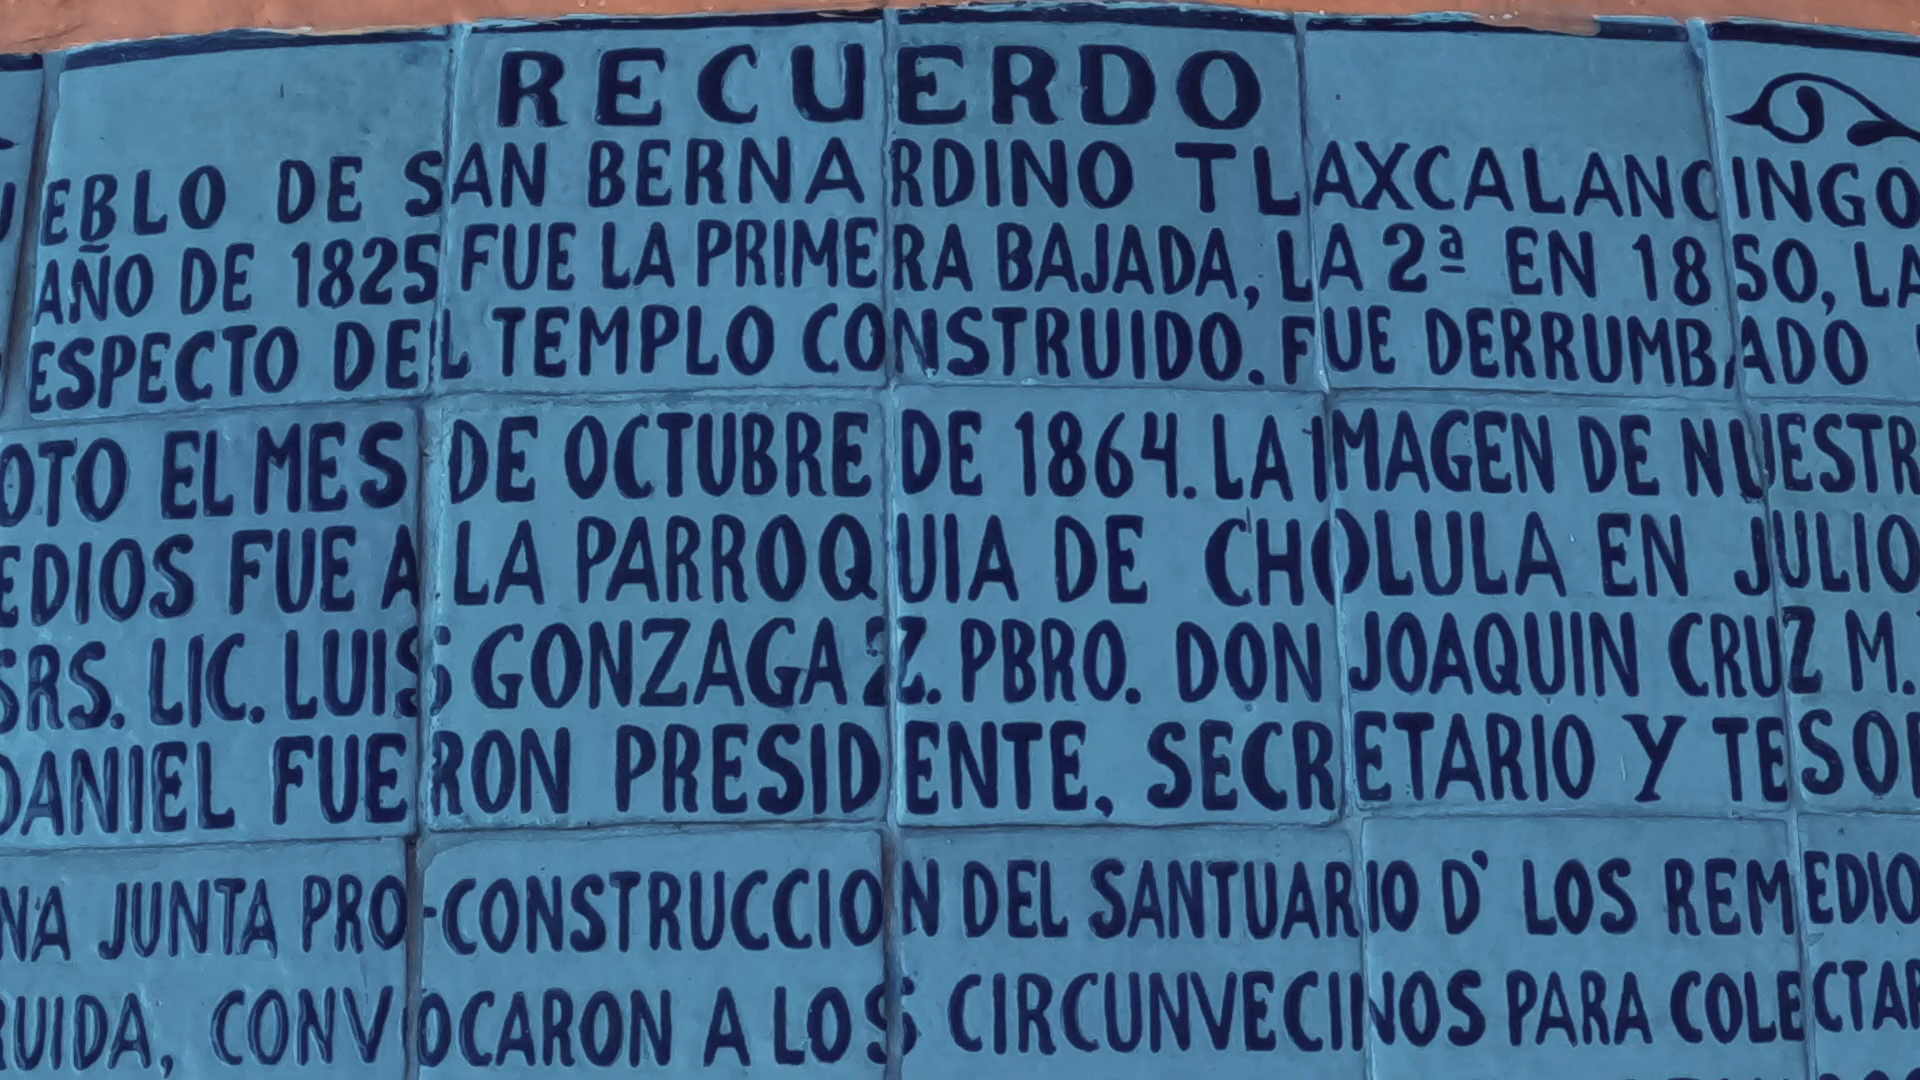 RECUERDO
UEBLO DE SAN BERNARDINO TLAXCALANCINGO
AÑO DE 1825 FUE LA PRIMERA BAJADA, LA 2ª EN 1850, LA
ESPECTO DEL TEMPLO CONSTRUIDO. FUE DERRUMBADO
OTO EL MES DE OCTUBRE DE 1864. LA IMAGEN DE NUESTR
EDIOS FUE A LA PARROQUIA DE CHOLULA EN JULIO
SRS. LIC. LUIS GONZAGA Z. PBRO. DON JOAQUIN CRUZ M.
DANIEL FUERON PRESIDENTE, SECRETARIO Y TESOR
NA JUNTA PRO-CONSTRUCCION DEL SANTUARIO D' LOS REMEDIO
RUIDA, CONVOCARON A LOS CIRCUNVECINOS PARA COLECTAR